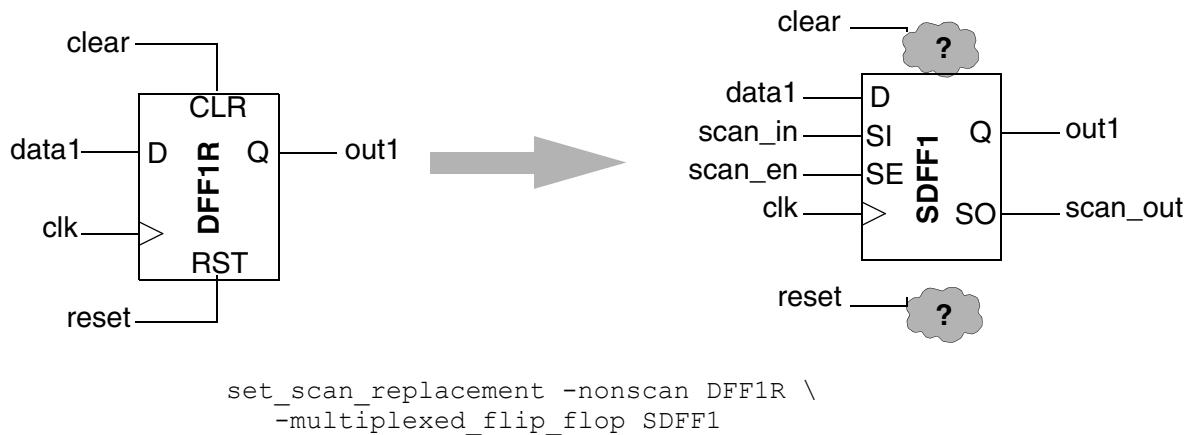 clear
CLR
data1
D
DFF1R
Q
out1
clk
RST
reset
clear
?
data1
D
scan_in
SI
Q
out1
scan_en
SE
SDFF1
clk
SO
scan_out
reset
?
set_scan_replacement -nonscan DFF1R \
-multiplexed_flip_flop SDFF1